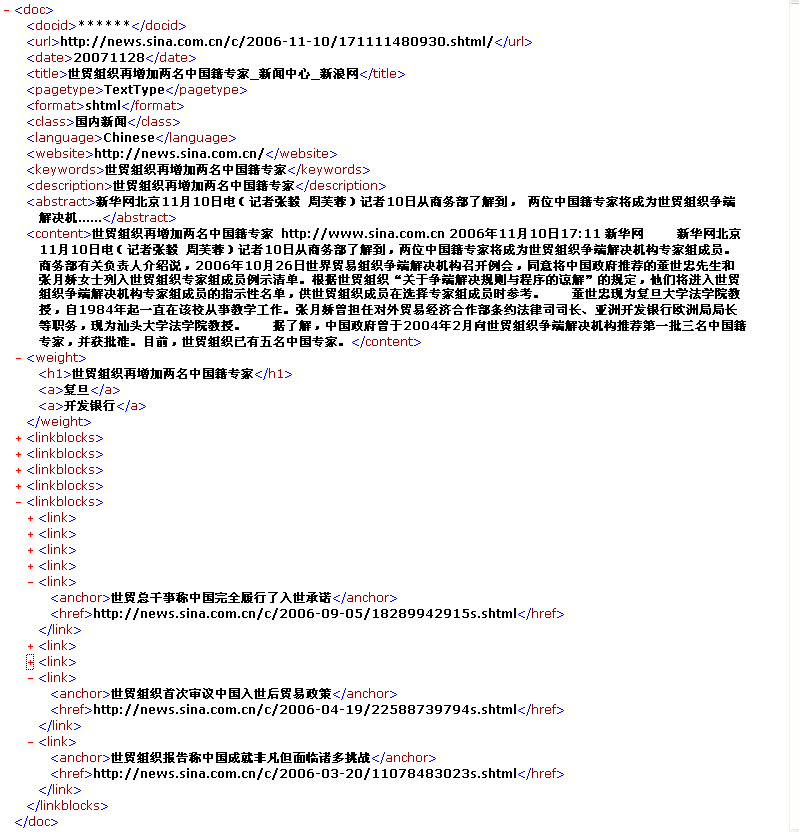 - <doc>
<docid>******</docid>
<url>http://news.sina.com.cn/c/2006-11-10/171111480930.shtml/</url>
<date>20071128</date>
<title>世贸组织再增加两名中国籍专家_新闻中心_新浪网</title>
<pagetype>TextType</pagetype>
<format>shtml</format>
<class>国内新闻</class>
<language>Chinese</language>
<website>http://news.sina.com.cn/</website>
<keywords>世贸组织再增加两名中国籍专家</keywords>
<description>世贸组织再增加两名中国籍专家</description>
<abstract>新华网北京11月10日电（记者张毅 周芙蓉）记者10日从商务部了解到， 两位中国籍专家将成为世贸组织争端
解决机......</abstract>
<content>世贸组织再增加两名中国籍专家 http://www.sina.com.cn 2006年11月10日17:11 新华网 新华网北京
11月10日电（记者张毅 周芙蓉）记者10日从商务部了解到，两位中国籍专家将成为世贸组织争端解决机构专家组成员。
商务部有关负责人介绍说，2006年10月26日世界贸易组织争端解决机构召开例会，同意将中国政府推荐的董世忠先生和
张月姣女士列入世贸组织专家组成员例示清单。根据世贸组织“关于争端解决规则与程序的谅解”的规定，他们将进入世贸
组织争端解决机构专家组成员的指示性名单，供世贸组织成员在选择专家组成员时参考。 董世忠现为复旦大学法学院教
授，自1984年起一直在该校从事教学工作。张月姣曾担任对外贸易经济合作部条约法律司司长、亚洲开发银行欧洲局局长
等职务，现为汕头大学法学院教授。 据了解，中国政府曾于2004年2月向世贸组织争端解决机构推荐第一批三名中国籍专
家，并获批准。目前，世贸组织已有五名中国专家。</content>
- <weight>
<h1>世贸组织再增加两名中国籍专家</h1>
<a>复旦</a>
<a>开发银行</a>
</weight>
+ <linkblocks>
+ <linkblocks>
+ <linkblocks>
+ <linkblocks>
- <linkblocks>
+ <link>
+ <link>
+ <link>
+ <link>
- <link>
<anchor>世贸总干事称中国完全履行了入世承诺</anchor>
<href>http://news.sina.com.cn/c/2006-09-05/18289942915s.shtml</href>
</link>
+ <link>
+ <link>
- <link>
<anchor>世贸组织首次审议中国入世后贸易政策</anchor>
<href>http://news.sina.com.cn/c/2006-04-19/22588739794s.shtml</href>
</link>
- <link>
<anchor>世贸组织报告称中国成就非凡但面临诸多挑战</anchor>
<href>http://news.sina.com.cn/c/2006-03-20/11078483023s.shtml</href>
</link>
</linkblocks>
</doc>